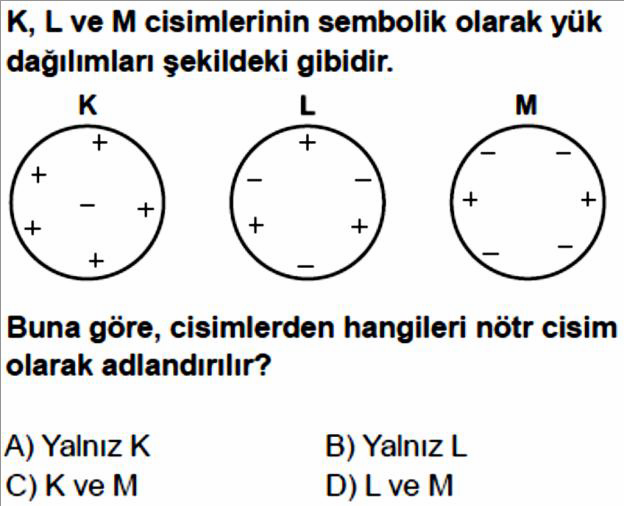 K, L ve M cisimlerinin sembolik olarak yük
dağılımları şekildeki gibidir.
K L M
+ + − −
+ − − − + +
+ + + + − −
+ −
Buna göre, cisimlerden hangileri nötr cisim
olarak adlandırılır?
A) Yalnız K B) Yalnız L
C) K ve M D) L ve M